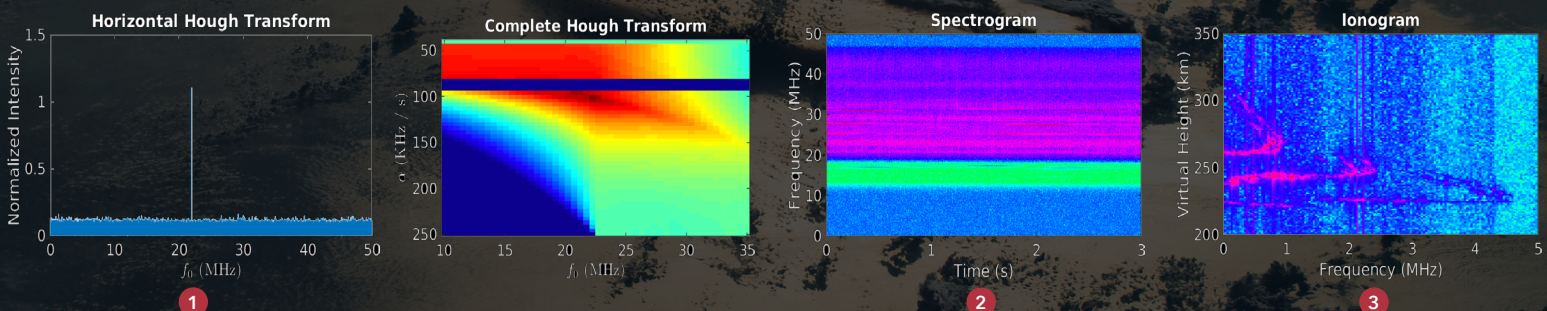 Horizontal Hough Transform
Normalized Intensity
1.5
1
0.5
0
0 10 20 30 40 50
f₀ (MHz)
1
Complete Hough Transform
α (KHz / s)
50
100
150
200
250
10 15 20 25 30 35
f₀ (MHz)
Spectrogram
Frequency (MHz)
50
40
30
20
10
0
0 1 2 3
Time (s)
2
Ionogram
Virtual Height (km)
350
300
250
200
0 1 2 3 4 5
Frequency (MHz)
3